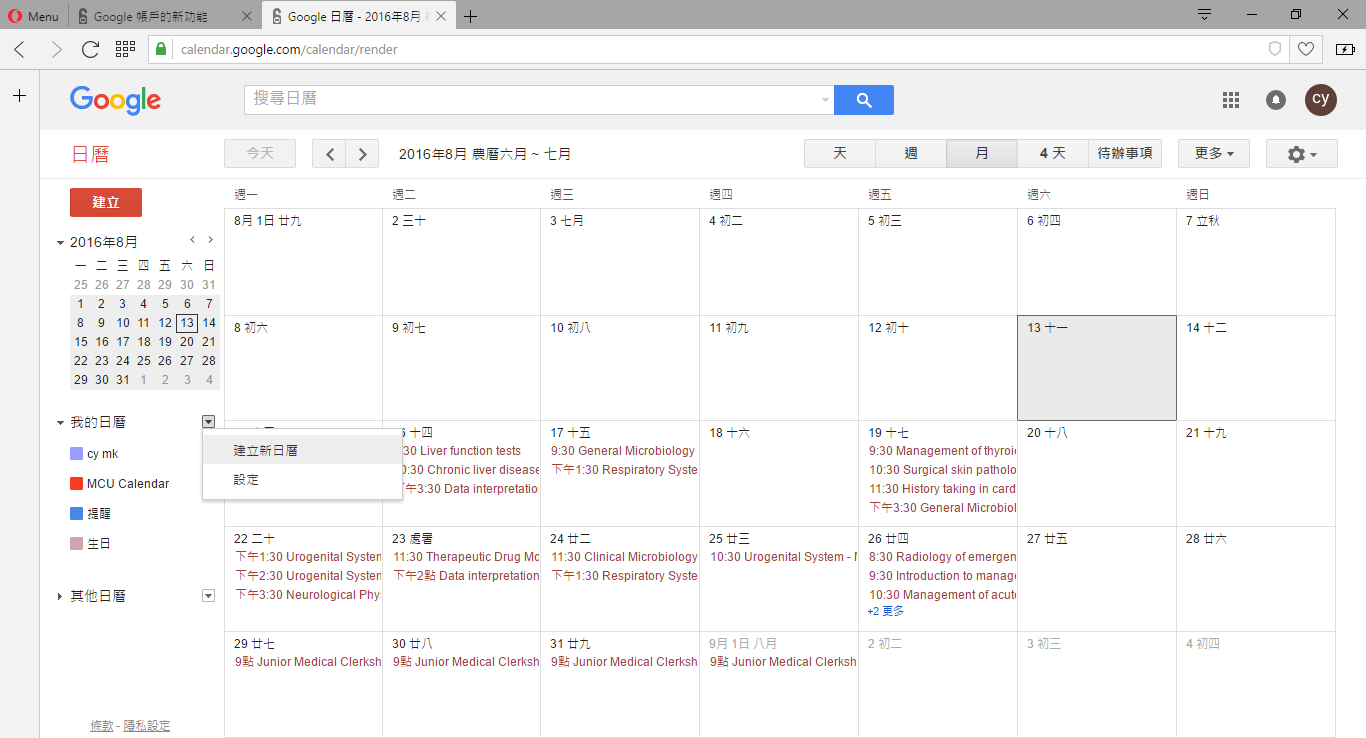 Menu
Google 帳戶的新功能
Google 日曆 - 2016年8月
calendar.google.com/calendar/render
Google
搜尋日曆
cy
日曆
今天
2016年8月 農曆六月 ~ 七月
天
週
月
4 天
待辦事項
更多
建立
2016年8月
一 二 三 四 五 六 日
25 26 27 28 29 30 31
1 2 3 4 5 6 7
8 9 10 11 12 13 14
15 16 17 18 19 20 21
22 23 24 25 26 27 28
29 30 31 1 2 3 4
我的日曆
建立新日曆
設定
cy mk
MCU Calendar
提醒
生日
其他日曆
條款 - 隱私設定
週一 週二 週三 週四 週五 週六 週日
8月 1日 廿九
2 三十
3 七月
4 初二
5 初三
6 初四
7 立秋
8 初六
9 初七
10 初八
11 初九
12 初十
13 十一
14 十二
十四
:30 Liver function tests
0:30 Chronic liver disease
下午3:30 Data interpretatio
17 十五
9:30 General Microbiology
下午1:30 Respiratory Syste
18 十六
19 十七
9:30 Management of thyroi
10:30 Surgical skin patholo
11:30 History taking in card
下午3:30 General Microbiol
20 十八
21 十九
22 二十
下午1:30 Urogenital System
下午2:30 Urogenital System
下午3:30 Neurological Phys
23 處暑
11:30 Therapeutic Drug Mo
下午2點 Data interpretation
24 廿二
11:30 Clinical Microbiology
下午1:30 Respiratory Syste
25 廿三
10:30 Urogenital System -
26 廿四
8:30 Radiology of emergen
9:30 Introduction to manage
10:30 Management of acute
+2 更多
27 廿五
28 廿六
29 廿七
9點 Junior Medical Clerksh
30 廿八
9點 Junior Medical Clerksh
31 廿九
9點 Junior Medical Clerksh
9月 1日 八月
9點 Junior Medical Clerksh
2 初二
3 初三
4 初四